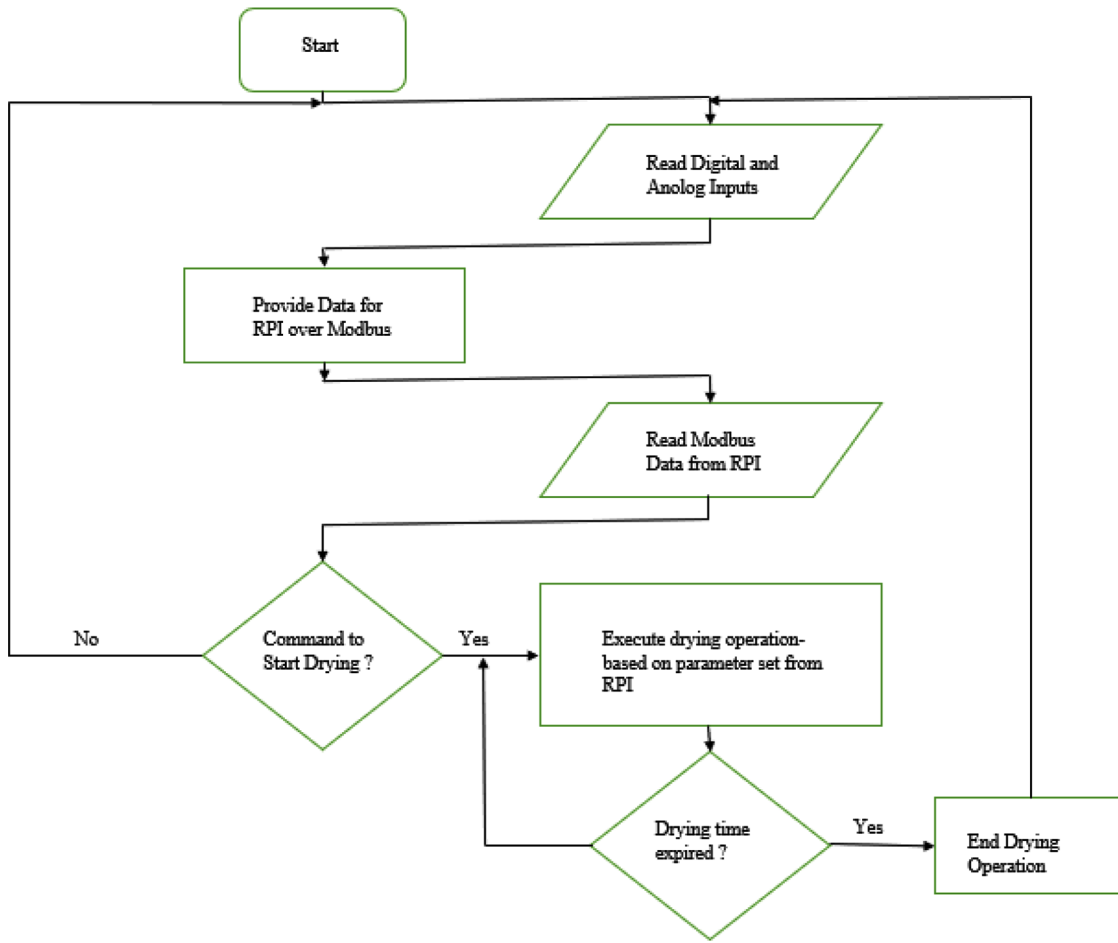 Start
Read Digital and
Anolog Inputs
Provide Data for
RPI over Modbus
Read Modbus
Data from RPI
No
Command to
Start Drying ?
Yes
Execute drying operation-
based on parameter set from
RPI
Drying time
expired ?
Yes
End Drying
Operation